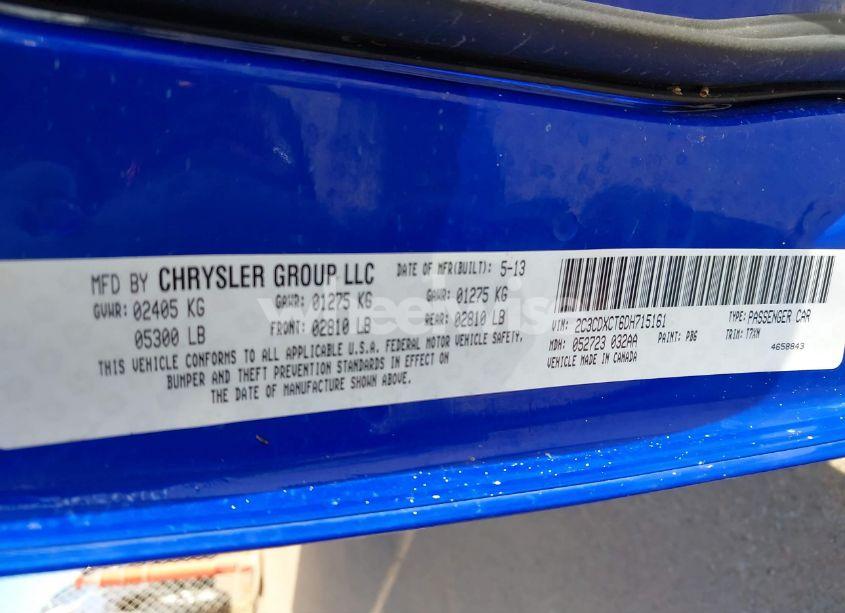 MFD BY CHRYSLER GROUP LLC DATE OF MFR(BUILT): 5-13
GVWR: 02405 KG GAWR: 01275 KG GAWR: 01275 KG
05300 LB FRONT: 02810 LB REAR: 02810 LB
THIS VEHICLE CONFORMS TO ALL APPLICABLE U.S.A. FEDERAL MOTOR VEHICLE SAFETY,
BUMPER AND THEFT PREVENTION STANDARDS IN EFFECT ON
THE DATE OF MANUFACTURE SHOWN ABOVE.
VIN: 2C3CDXCT6DH715161 TYPE: PASSENGER CAR
MDH: 052723 032AA PAINT: PB6 TRIM: T7XW
VEHICLE MADE IN CANADA 4658843